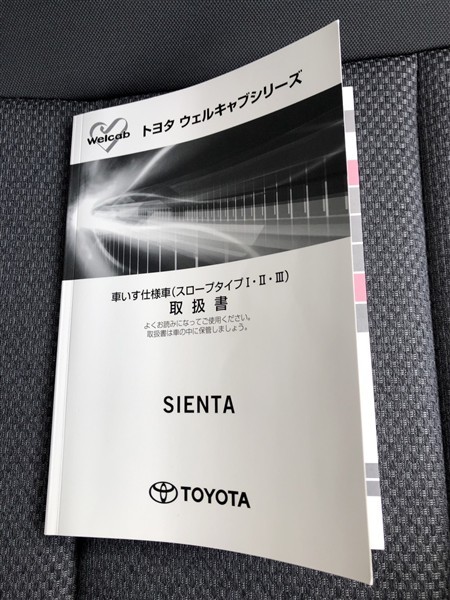 Welcab トヨタ ウェルキャブシリーズ
車いす仕様車(スロープタイプⅠ・Ⅱ・Ⅲ)
取扱書
よくお読みになってご使用ください。
取扱書は車の中に保管しましょう。
SIENTA
TOYOTA